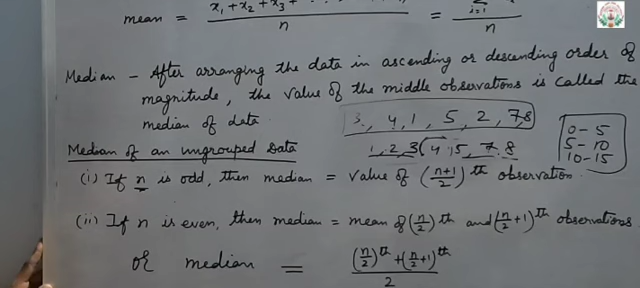 mean = x₁ + x₂ + x₃ + / n = Σ i=1 / n
Median - After arranging the data in ascending or descending order of
magnitude, the value of the middle observations is called the
median of data.
3, 4, 1, 5, 2, 7, 8
Median of an ungrouped Data
1, 2, 3, 4, 5, 7, 8
0-5
5-10
10-15
(i) If n is odd, then median = value of (n+1/2)th observation
(ii) If n is even, then median = mean of (n/2)th and (n/2+1)th observations
or median = (n/2)th + (n/2+1)th / 2